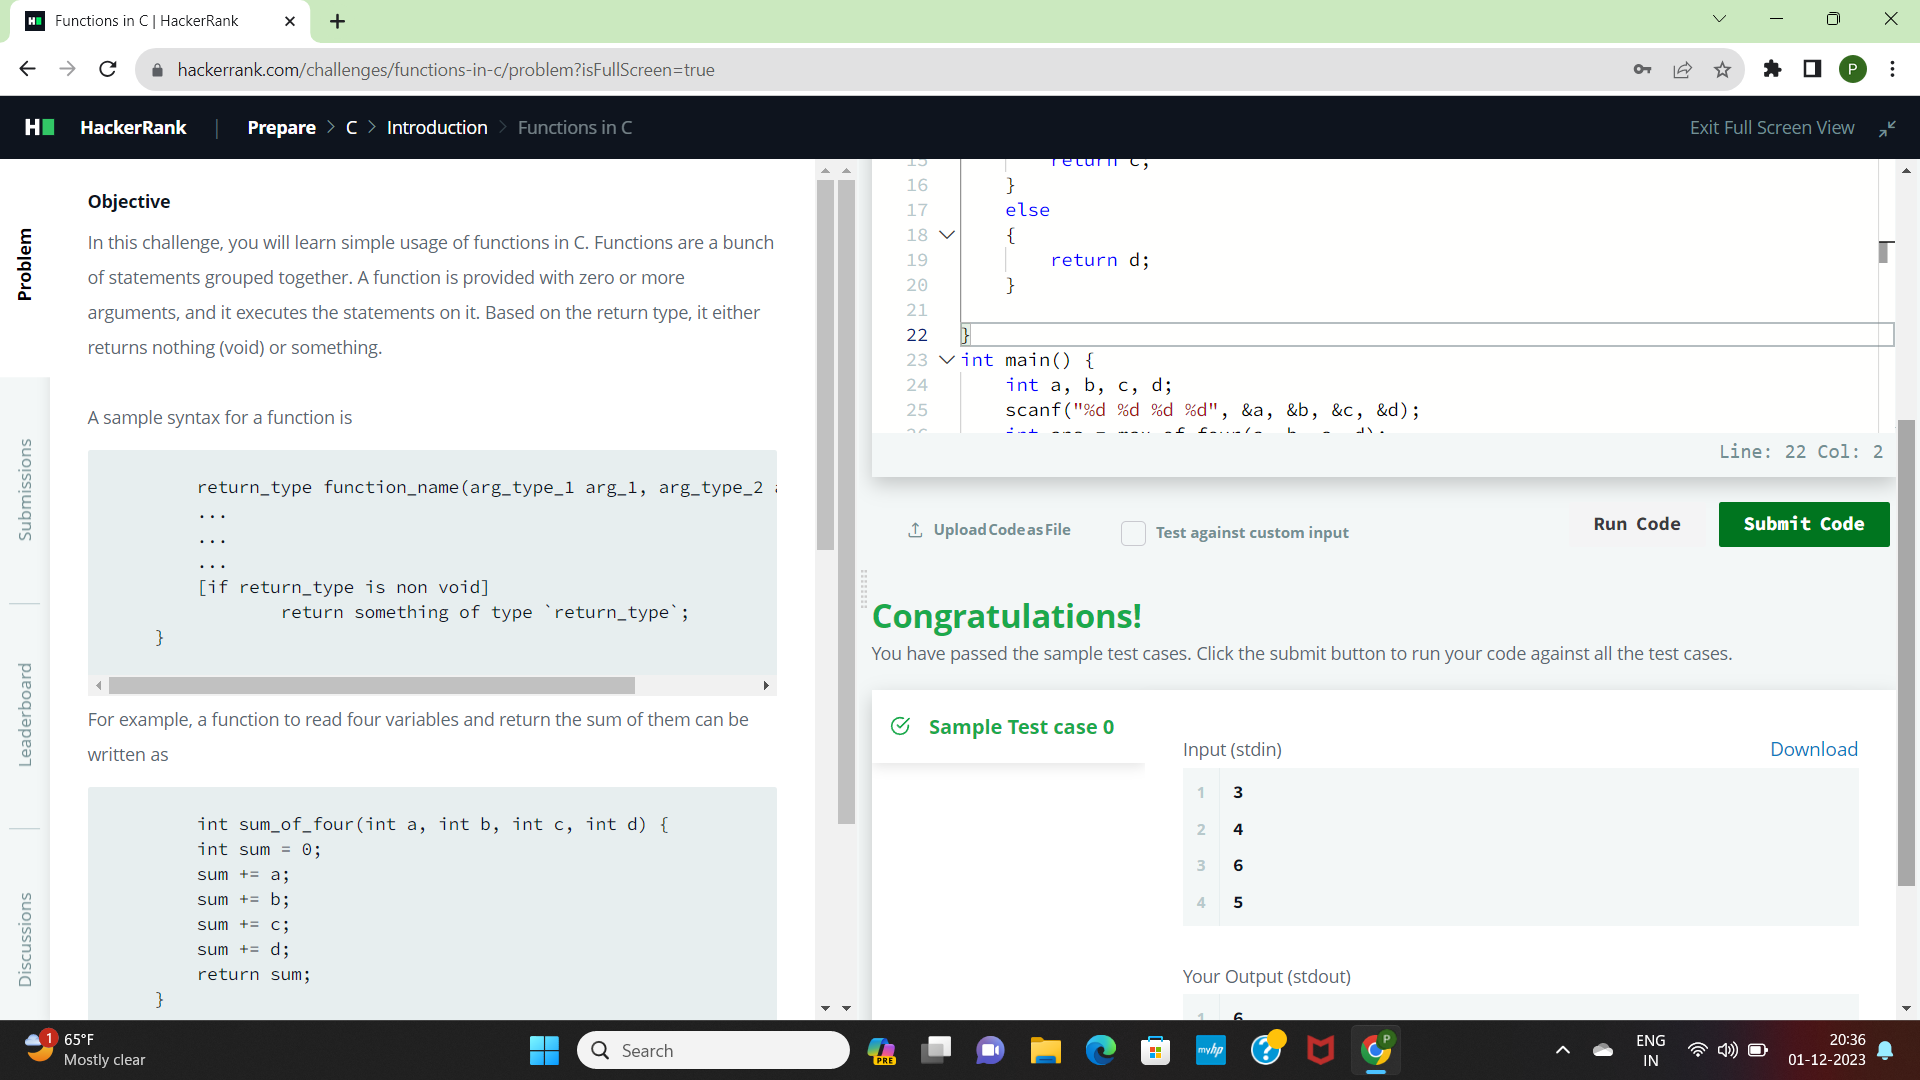 Functions in C | HackerRank
hackerrank.com/challenges/functions-in-c/problem?isFullScreen=true
P
H
HackerRank
Prepare > C > Introduction > Functions in C
Exit Full Screen View
Problem
Submissions
Leaderboard
Discussions
Objective
In this challenge, you will learn simple usage of functions in C. Functions are a bunch
of statements grouped together. A function is provided with zero or more
arguments, and it executes the statements on it. Based on the return type, it either
returns nothing (void) or something.
A sample syntax for a function is
return_type function_name(arg_type_1 arg_1, arg_type_2
...
...
...
[if return_type is non void]
return something of type `return_type`;
}
For example, a function to read four variables and return the sum of them can be
written as
int sum_of_four(int a, int b, int c, int d) {
int sum = 0;
sum += a;
sum += b;
sum += c;
sum += d;
return sum;
}
15 return c;
16 }
17 else
18 {
19 return d;
20 }
21
22 }
23 int main() {
24 int a, b, c, d;
25 scanf("%d %d %d %d", &a, &b, &c, &d);
26 int ans = max_of_four(a, b, c, d);
Line: 22 Col: 2
Upload Code as File
Test against custom input
Run Code
Submit Code
Congratulations!
You have passed the sample test cases. Click the submit button to run your code against all the test cases.
Sample Test case 0
Input (stdin)
Download
1 3
2 4
3 6
4 5
Your Output (stdout)
1 6
1
65°F
Mostly clear
Search
PRE
myhp
P
ENG
IN
20:36
01-12-2023